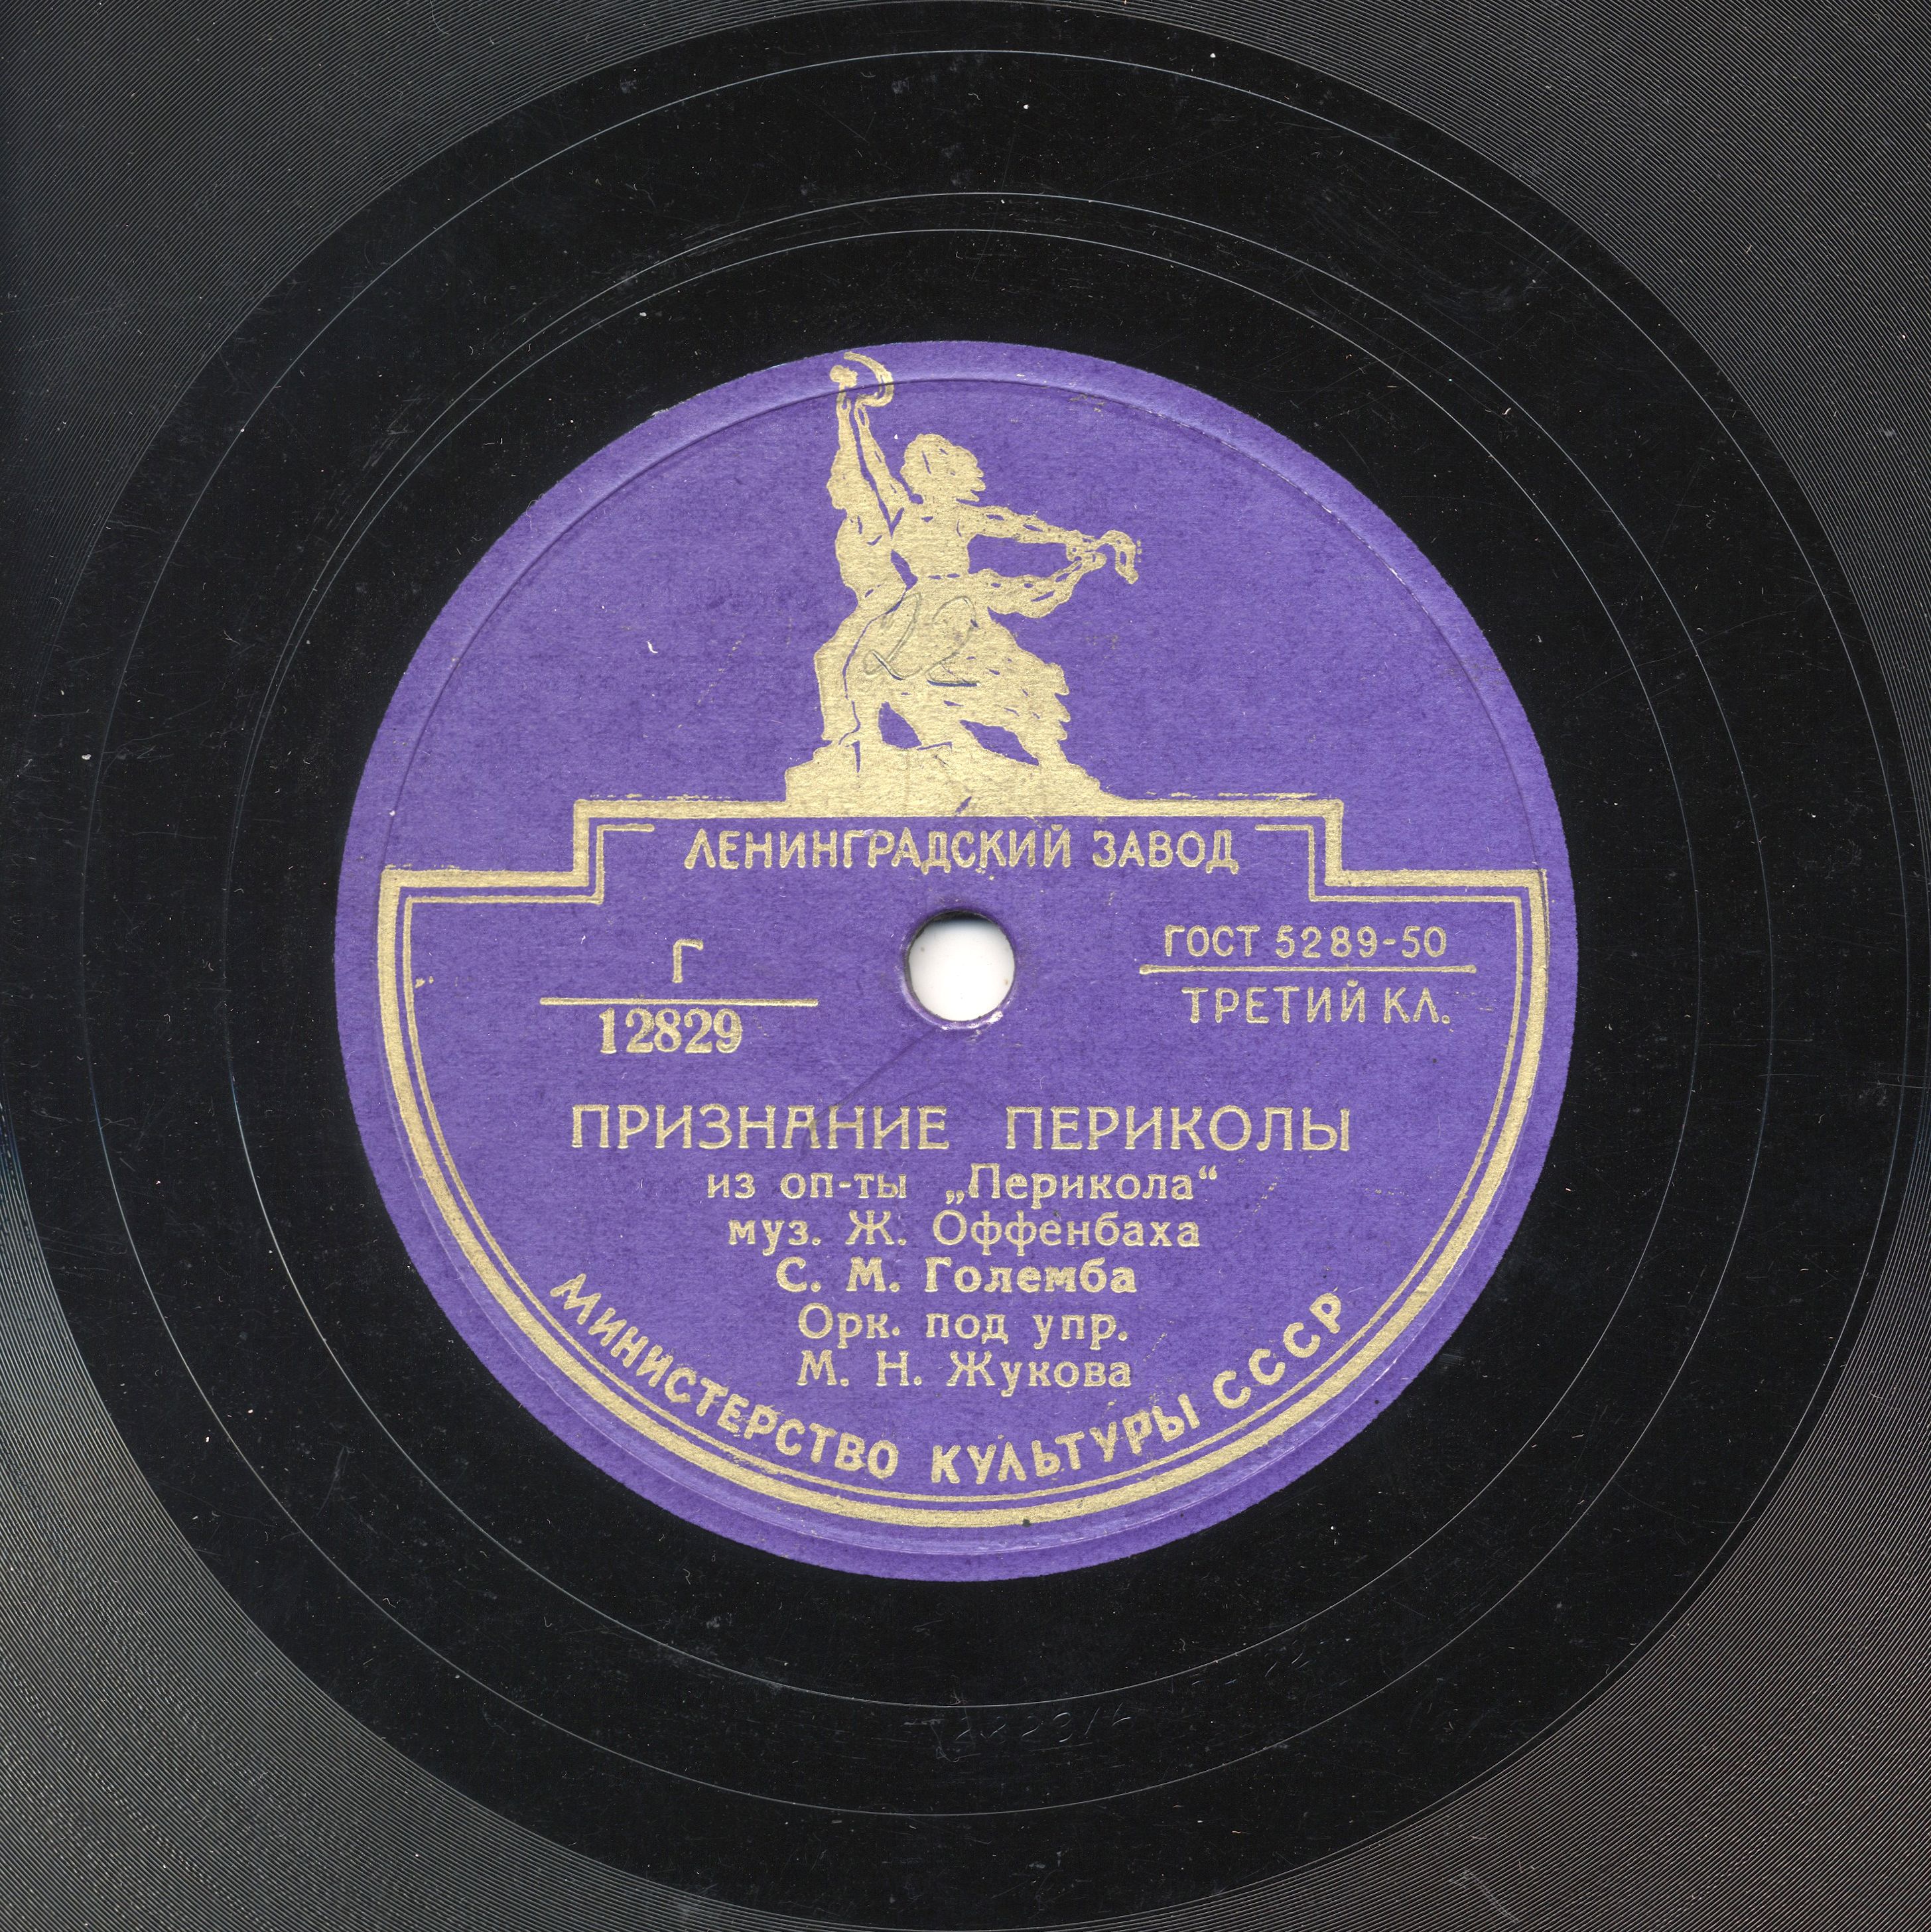 22
ЛЕНИНГРАДСКИЙ ЗАВОД
Г
12829
ГОСТ 5289-50
ТРЕТИЙ КЛ.
ПРИЗНАНИЕ ПЕРИКОЛЫ
из оп-ты „Перикола“
муз. Ж. Оффенбаха
С. М. Големба
Орк. под упр.
М. Н. Жукова
МИНИСТЕРСТВО КУЛЬТУРЫ СССР